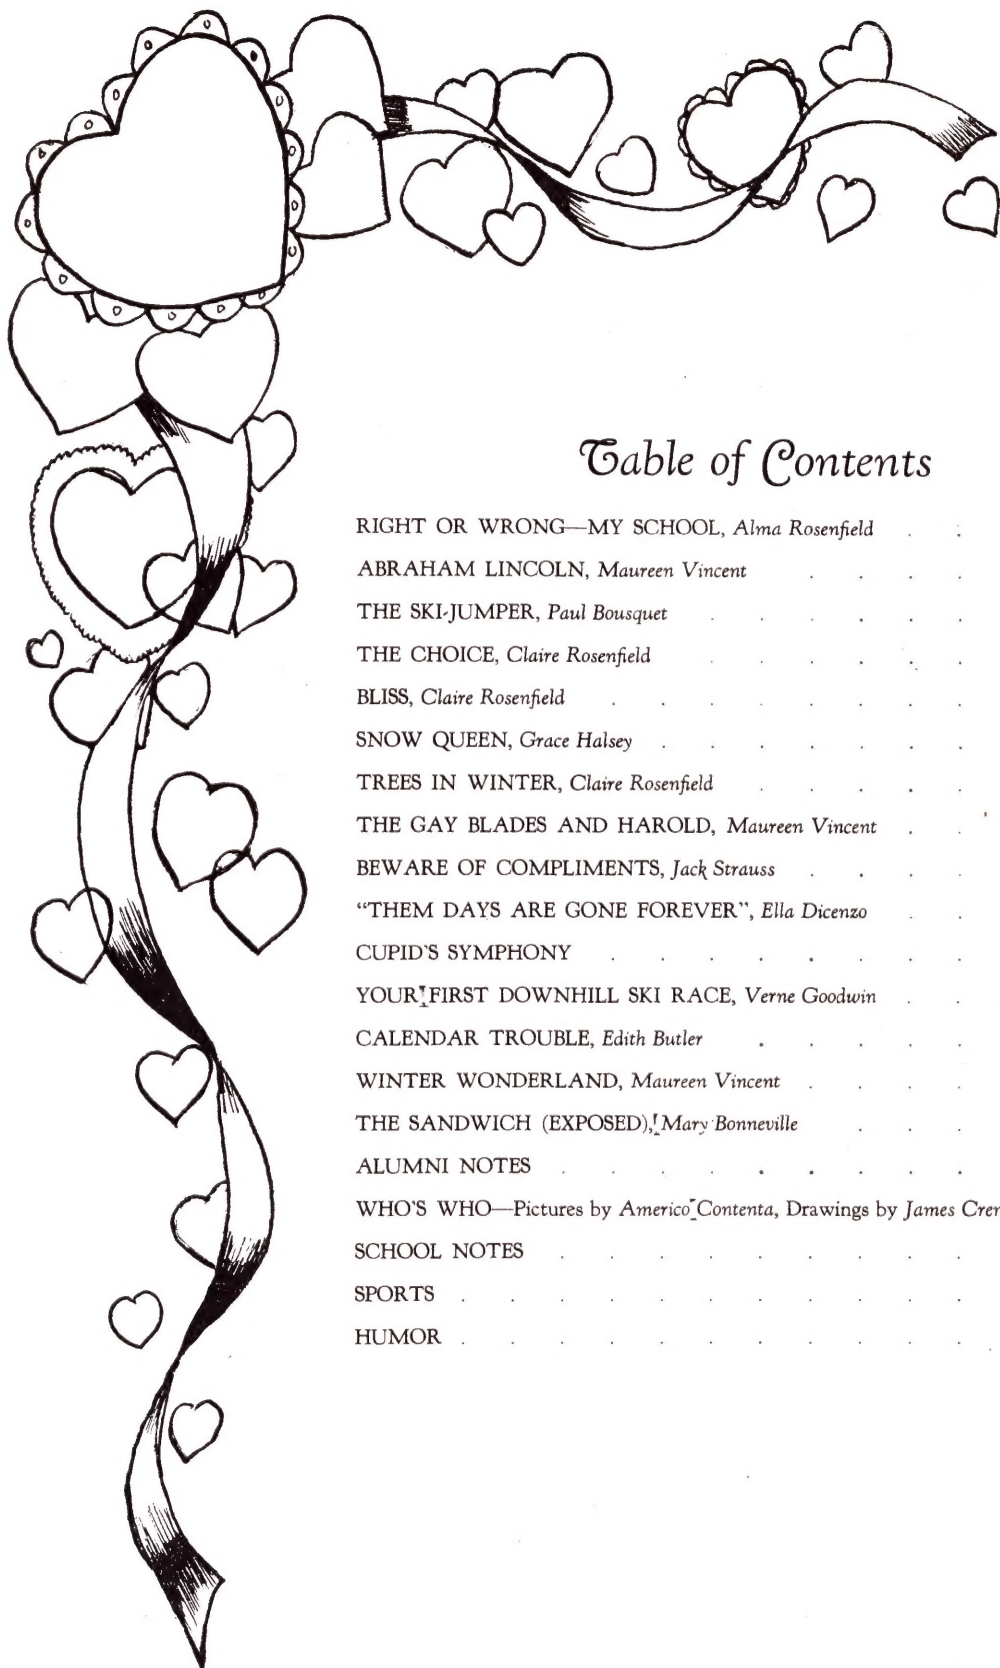 Table of Contents
RIGHT OR WRONG—MY SCHOOL, Alma Rosenfield . .
ABRAHAM LINCOLN, Maureen Vincent . . . .
THE SKI-JUMPER, Paul Bousquet . . . . . .
THE CHOICE, Claire Rosenfield . . . . . .
BLISS, Claire Rosenfield . . . . . . . .
SNOW QUEEN, Grace Halsey . . . . . . .
TREES IN WINTER, Claire Rosenfield . . . . .
THE GAY BLADES AND HAROLD, Maureen Vincent . .
BEWARE OF COMPLIMENTS, Jack Strauss . . . .
“THEM DAYS ARE GONE FOREVER”, Ella Dicenzo . .
CUPID'S SYMPHONY . . . . . . . .
YOUR FIRST DOWNHILL SKI RACE, Verne Goodwin . .
CALENDAR TROUBLE, Edith Butler . . . . .
WINTER WONDERLAND, Maureen Vincent . . . .
THE SANDWICH (EXPOSED), Mary Bonneville . . .
ALUMNI NOTES . . . . . . . . .
WHO'S WHO—Pictures by Americo Contenta, Drawings by James
SCHOOL NOTES . . . . . . . . .
SPORTS . . . . . . . . . . .
HUMOR . . . . . . . . . . .